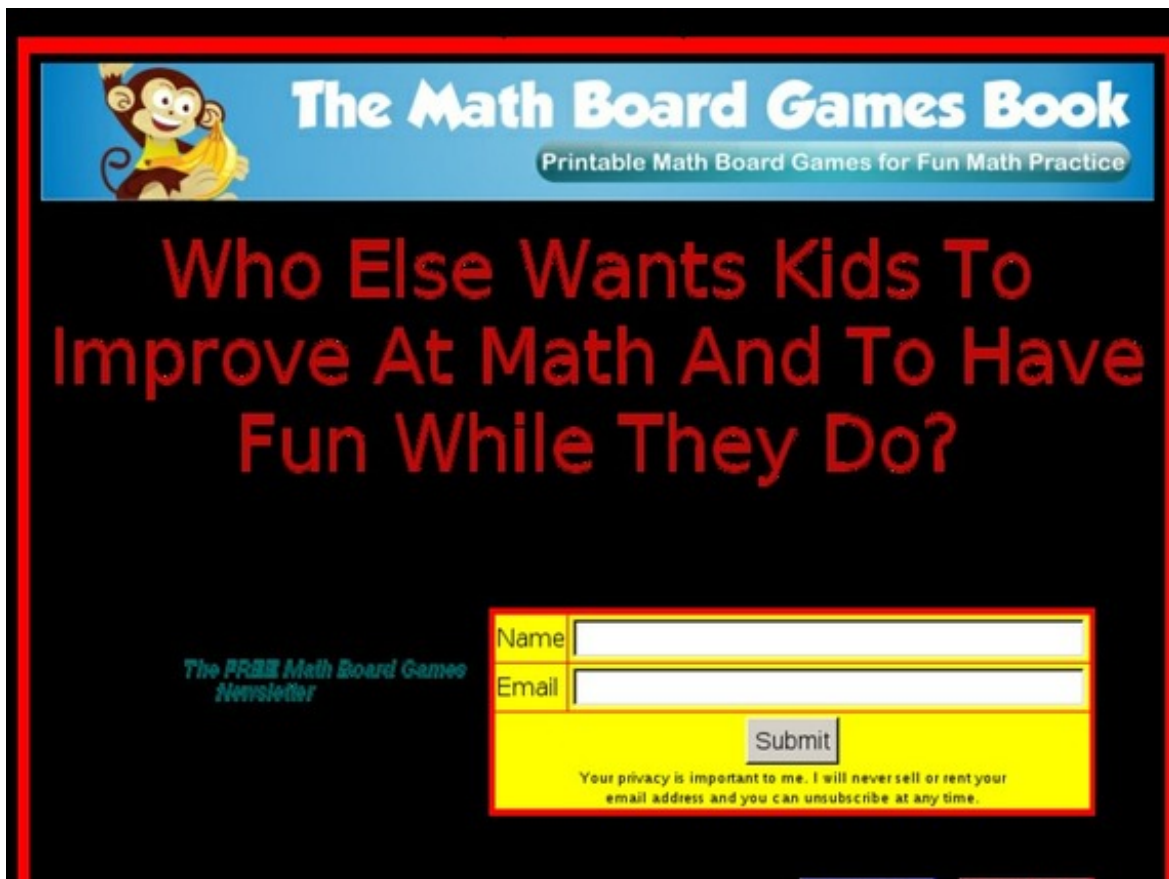 The Math Board Games Book
Printable Math Board Games for Fun Math Practice
Who Else Wants Kids To
Improve At Math And To Have
Fun While They Do?
The FREE Math Board Games
Newsletter
Name
Email
Submit
Your privacy is important to me. I will never sell or rent your
email address and you can unsubscribe at any time.